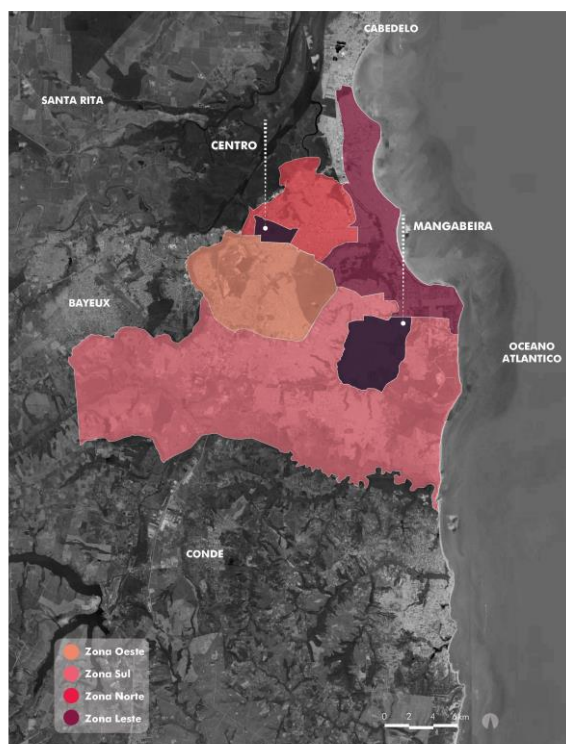 CABEDELO
SANTA RITA
CENTRO
MANGABEIRA
BAYEUX
OCEANO
ATLANTICO
CONDE
Zona Oeste
Zona Sul
Zona Norte
Zona Leste
0 2 4 6 km